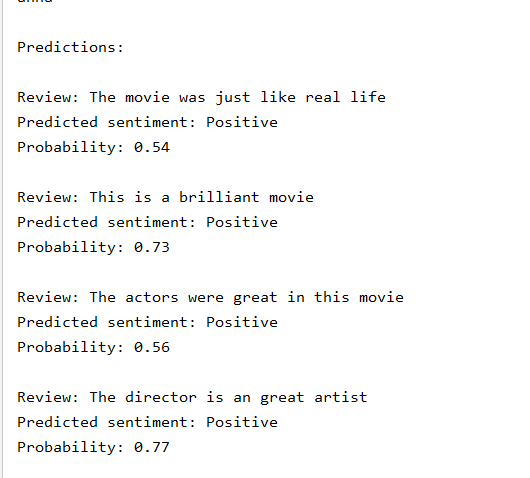 Predictions:
Review: The movie was just like real life
Predicted sentiment: Positive
Probability: 0.54
Review: This is a brilliant movie
Predicted sentiment: Positive
Probability: 0.73
Review: The actors were great in this movie
Predicted sentiment: Positive
Probability: 0.56
Review: The director is an great artist
Predicted sentiment: Positive
Probability: 0.77